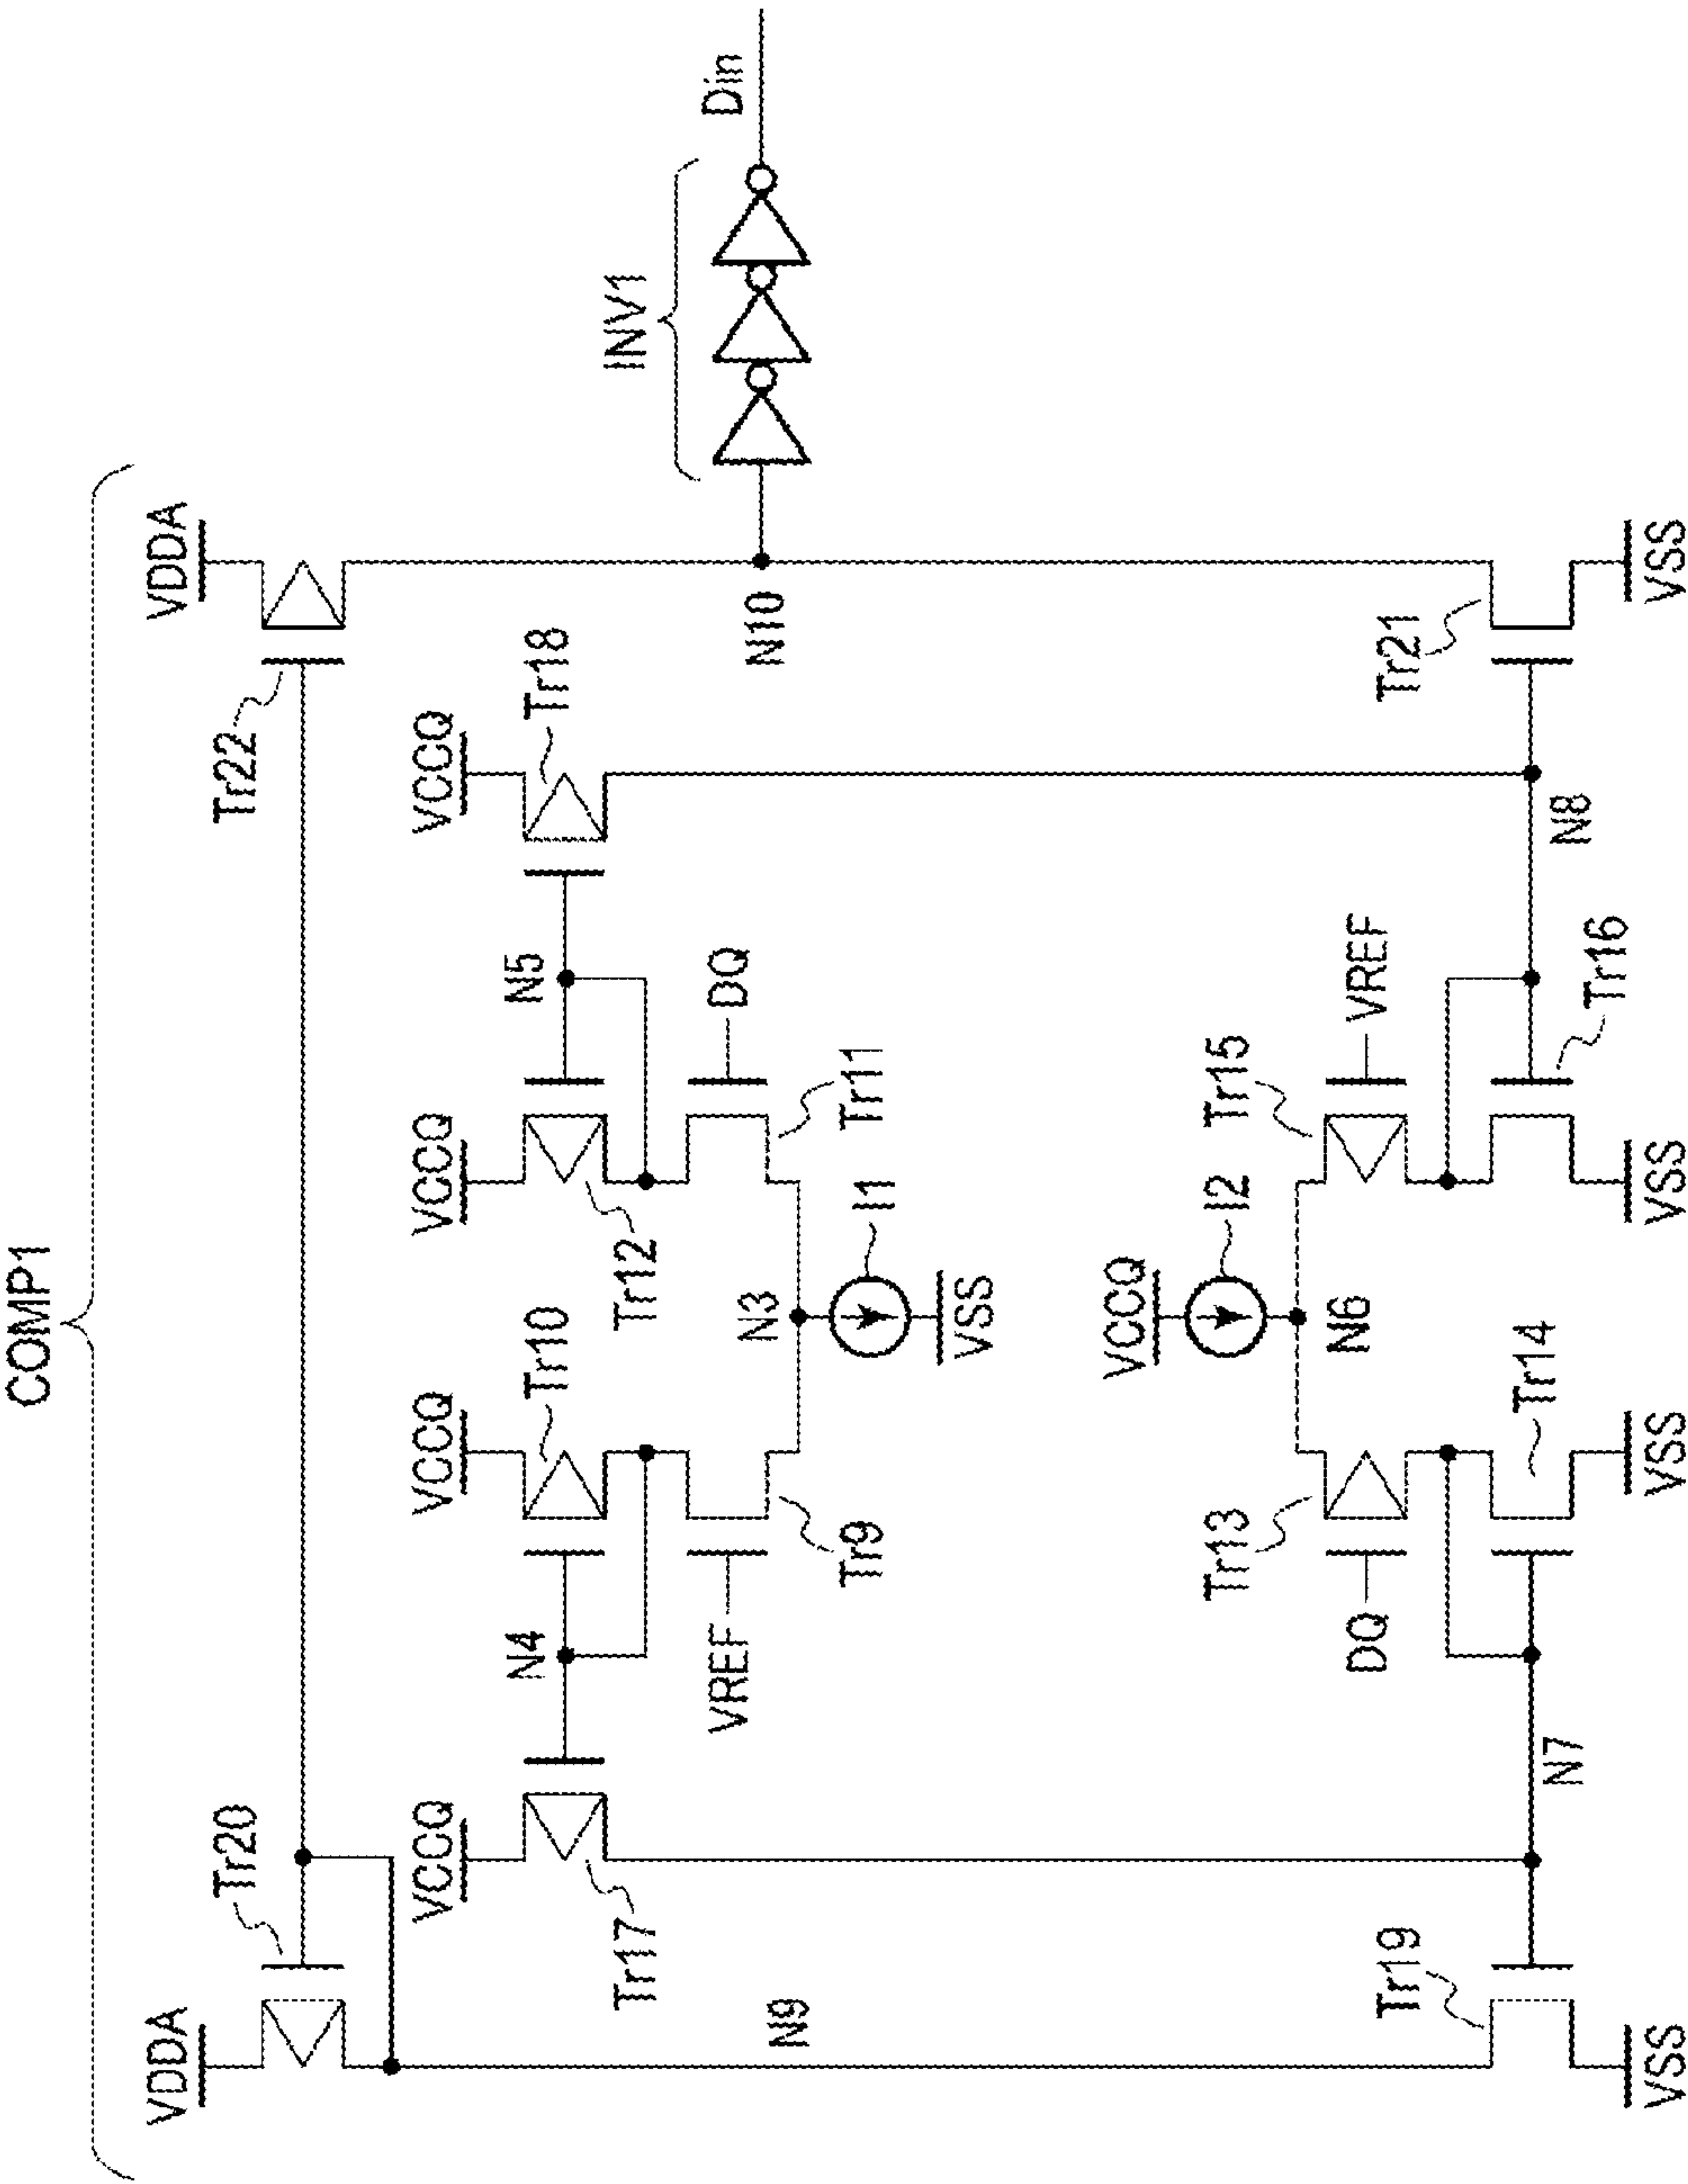 COMP1
VDDA
VDDA
Tr20
Tr22
VCCQ
VCCQ
VCCQ
VCCQ
N4
Tr10
N5
Tr18
Tr17
Tr12
INV1
VREF
DQ
Din
N3
N10
N9
Tr9
I1
Tr11
VSS
VCCQ
Tr13
I2
Tr15
DQ
N6
VREF
Tr19
Tr21
Tr14
N7
N8
Tr16
VSS
VSS
VSS
VSS